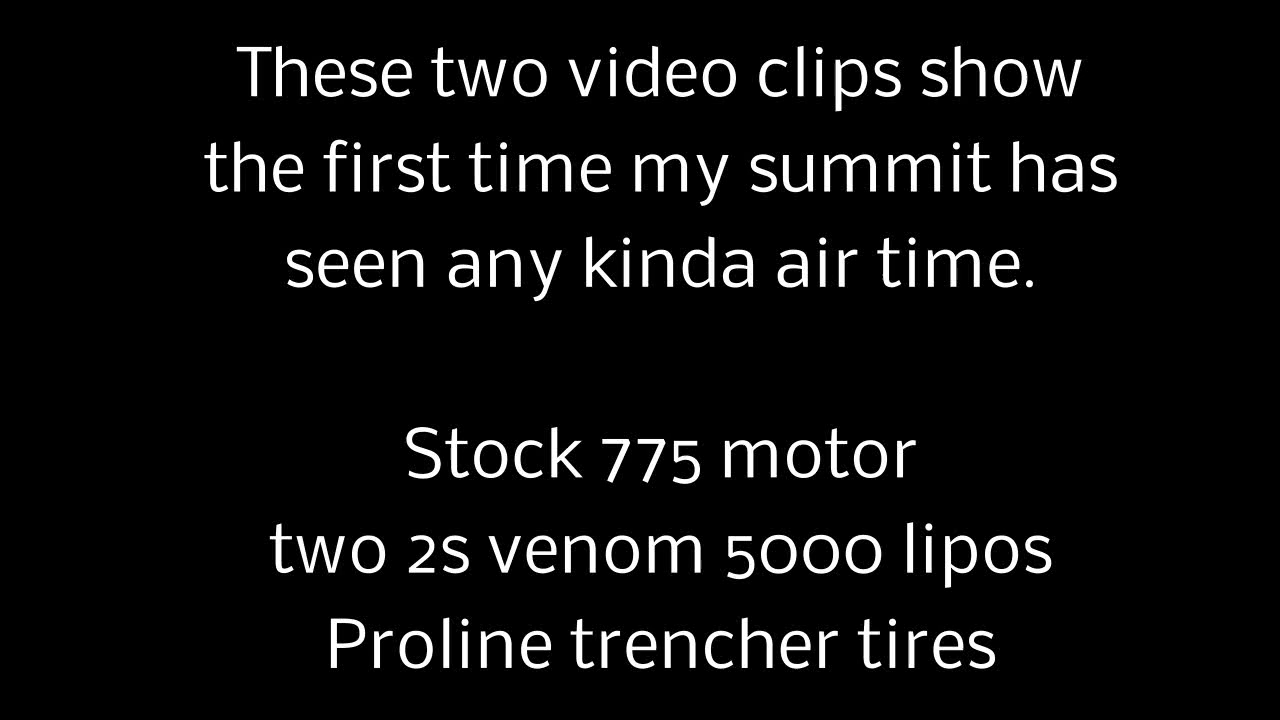 These two video clips show
the first time my summit has
seen any kinda air time.
Stock 775 motor
two 2s venom 5000 lipos
Proline trencher tires